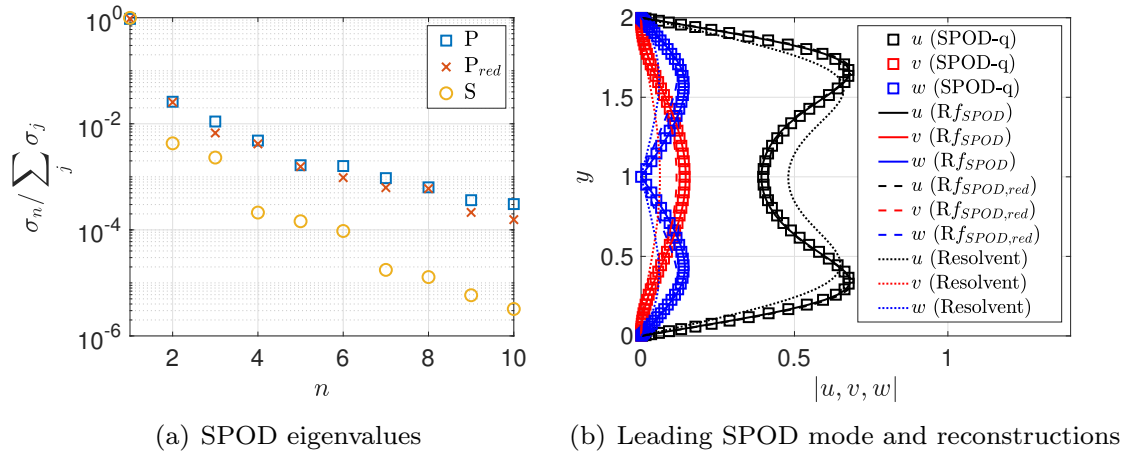 10^0
10^-2
10^-4
10^-6
σ_n/ ∑_j σ_j
2
4
6
8
10
n
P
P_red
S
(a) SPOD eigenvalues
2
1.5
1
0.5
0
y
0
0.5
1
|u, v, w|
u (SPOD-q)
v (SPOD-q)
w (SPOD-q)
u (Rf_SPOD)
v (Rf_SPOD)
w (Rf_SPOD)
u (Rf_SPOD,red)
v (Rf_SPOD,red)
w (Rf_SPOD,red)
u (Resolvent)
v (Resolvent)
w (Resolvent)
(b) Leading SPOD mode and reconstructions